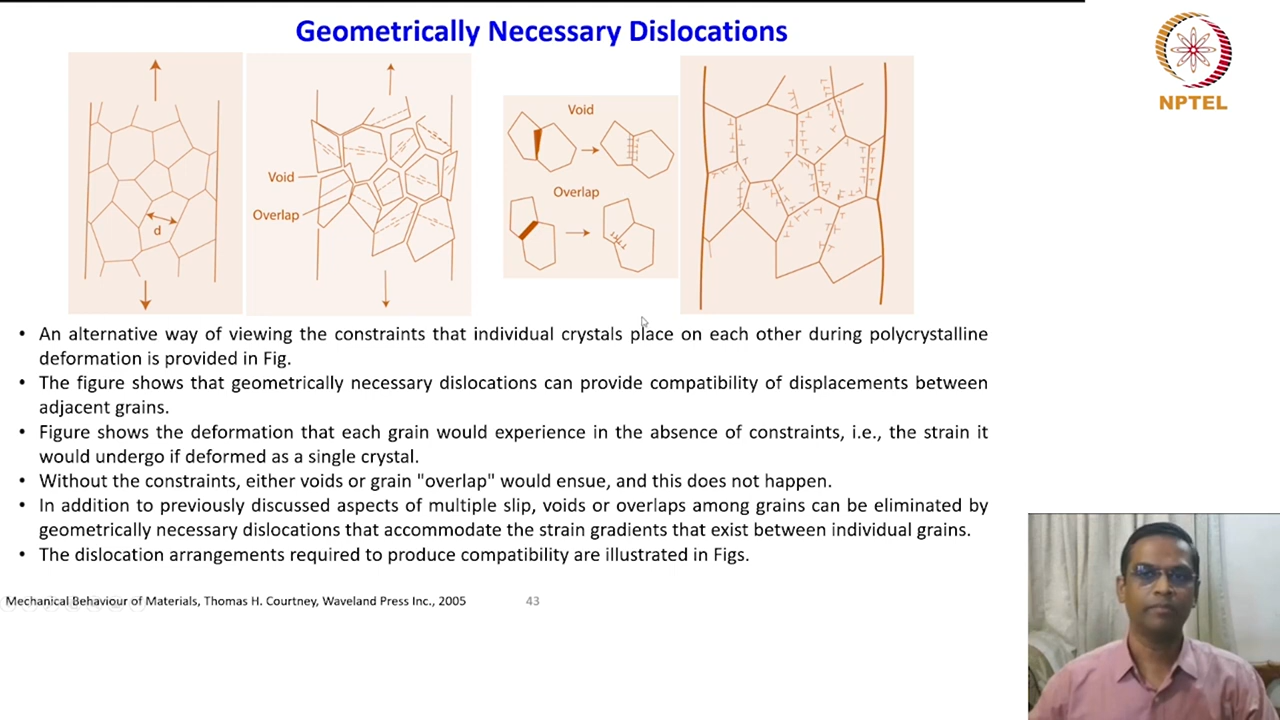 Geometrically Necessary Dislocations
NPTEL
Void
Overlap
d
Void
Overlap
• An alternative way of viewing the constraints that individual crystals place on each other during polycrystalline
deformation is provided in Fig.
• The figure shows that geometrically necessary dislocations can provide compatibility of displacements between
adjacent grains.
• Figure shows the deformation that each grain would experience in the absence of constraints, i.e., the strain it
would undergo if deformed as a single crystal.
• Without the constraints, either voids or grain "overlap" would ensue, and this does not happen.
• In addition to previously discussed aspects of multiple slip, voids or overlaps among grains can be eliminated by
geometrically necessary dislocations that accommodate the strain gradients that exist between individual grains.
• The dislocation arrangements required to produce compatibility are illustrated in Figs.
Mechanical Behaviour of Materials, Thomas H. Courtney, Waveland Press Inc., 2005
43